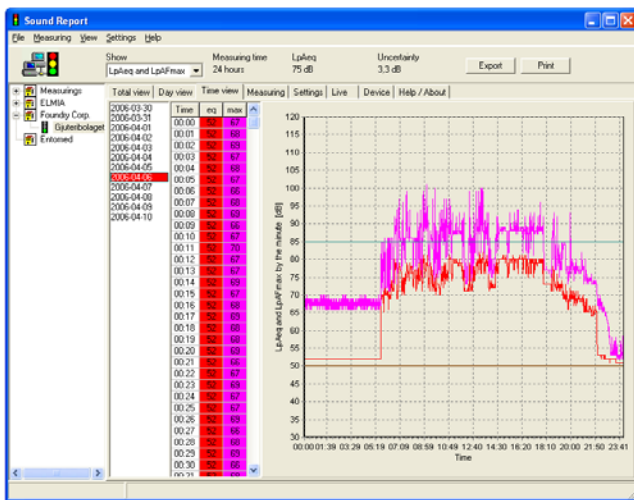 Sound Report
File Measuring View Settings Help
Show
LpAeq and LpAFmax
Measuring time
24 hours
LpAeq
75 dB
Uncertainty
3,3 dB
Export
Print
Measurings
ELMIA
Foundry Corp.
Gjuteribolaget
Entomed
Total view Day view Time view Measuring Settings Live Device Help / About
2006-03-30
2006-03-31
2006-04-01
2006-04-02
2006-04-03
2006-04-04
2006-04-05
2006-04-06
2006-04-07
2006-04-08
2006-04-09
2006-04-10
Time eq max
00:00 52 67
00:01 52 68
00:02 52 69
00:03 52 67
00:04 52 68
00:05 52 67
00:06 52 66
00:07 52 68
00:08 52 69
00:09 52 66
00:10 52 67
00:11 52 70
00:12 52 67
00:13 52 67
00:14 52 69
00:15 52 67
00:16 52 68
00:17 52 69
00:18 52 68
00:19 52 68
00:20 52 69
00:21 52 66
00:22 52 67
00:23 52 69
00:24 52 67
00:25 52 67
00:26 52 69
00:27 52 66
00:28 52 68
00:29 52 69
00:30 52 66
00:31 52 69
LpAeq and LpAFmax by the minute [dB]
120
115
110
105
100
95
90
85
80
75
70
65
60
55
50
45
40
35
30
00:00 01:39 03:29 05:19 07:09 08:59 10:49 12:40 14:30 16:20 18:10 20:00 21:50 23:41
Time